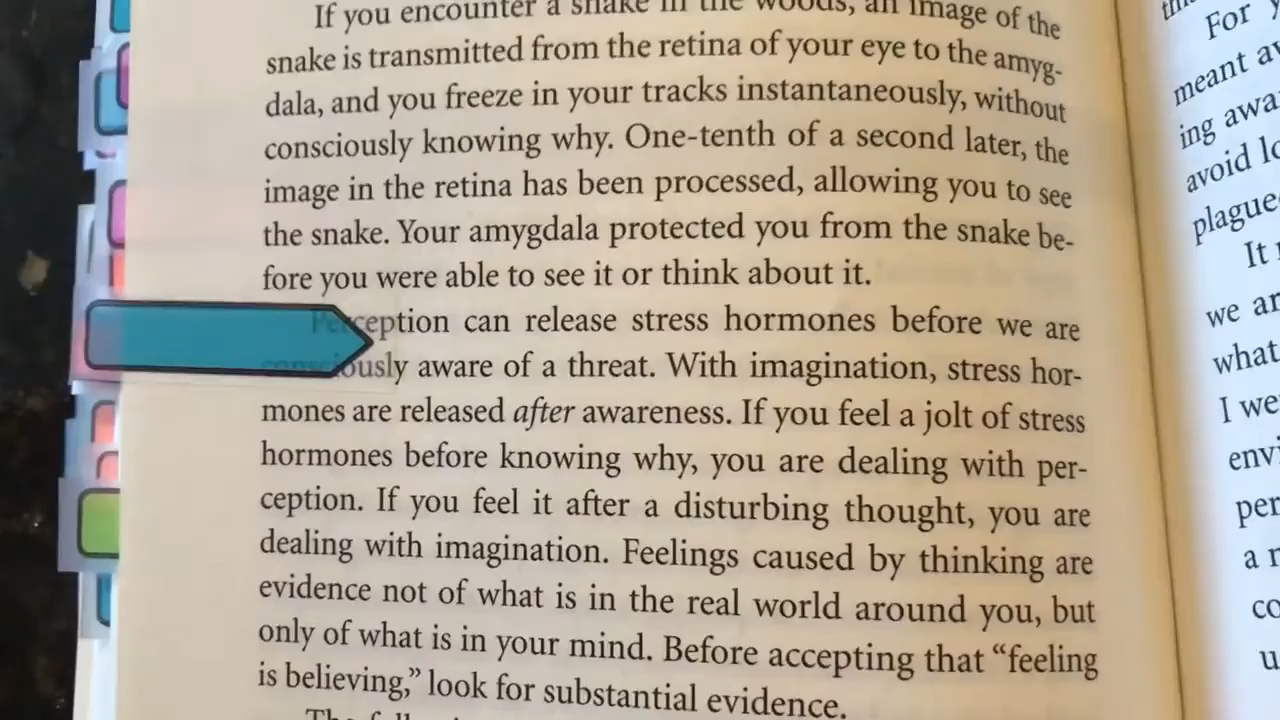 If you encounter a snake in the woods, an image of the
snake is transmitted from the retina of your eye to the amyg-
dala, and you freeze in your tracks instantaneously, without
consciously knowing why. One-tenth of a second later, the
image in the retina has been processed, allowing you to see
the snake. Your amygdala protected you from the snake be-
fore you were able to see it or think about it.
Perception can release stress hormones before we are
consciously aware of a threat. With imagination, stress hor-
mones are released after awareness. If you feel a jolt of stress
hormones before knowing why, you are dealing with per-
ception. If you feel it after a disturbing thought, you are
dealing with imagination. Feelings caused by thinking are
evidence not of what is in the real world around you, but
only of what is in your mind. Before accepting that “feeling
is believing,” look for substantial evidence.
The
For
meant
ing
avoid
It
we
what
I
a